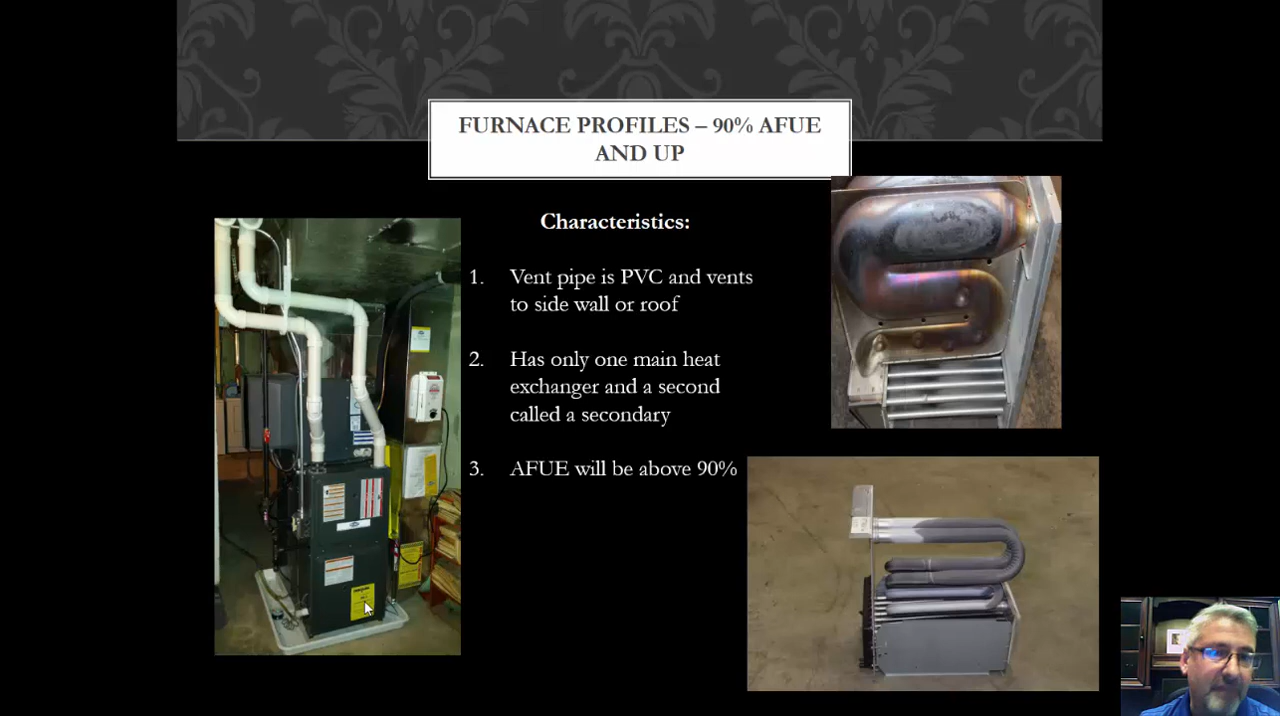 FURNACE PROFILES – 90% AFUE
AND UP
Characteristics:
1. Vent pipe is PVC and vents
to side wall or roof
2. Has only one main heat
exchanger and a second
called a secondary
3. AFUE will be above 90%